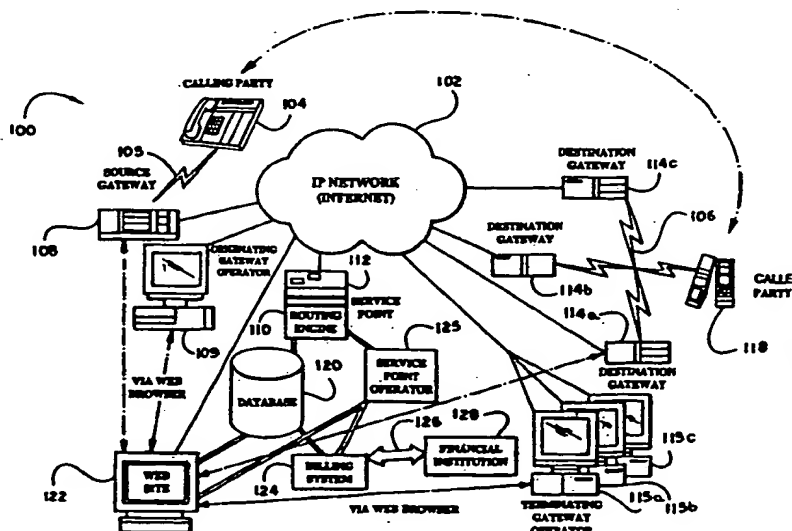 100
CALLING PARTY
104
102
105
SOURCE
GATEWAY
108
IP NETWORK
(INTERNET)
DESTINATION
GATEWAY
114c
106
DESTINATION
GATEWAY
114b
CALLE
PARTY
118
114a
DESTINATION
GATEWAY
ORIGINATING
GATEWAY
OPERATOR
109
112
SERVICE
POINT
110
ROUTING
ENGINE
125
SERVICE
POINT
OPERATOR
120
DATABASE
VIA WEB
BROWSER
126
128
FINANCIAL
INSTITUTION
124
BILLING
SYSTEM
122
WEB
SITE
VIA WEB BROWSER
115c
115b
115a
TERMINATING
GATEWAY
OPERATOR